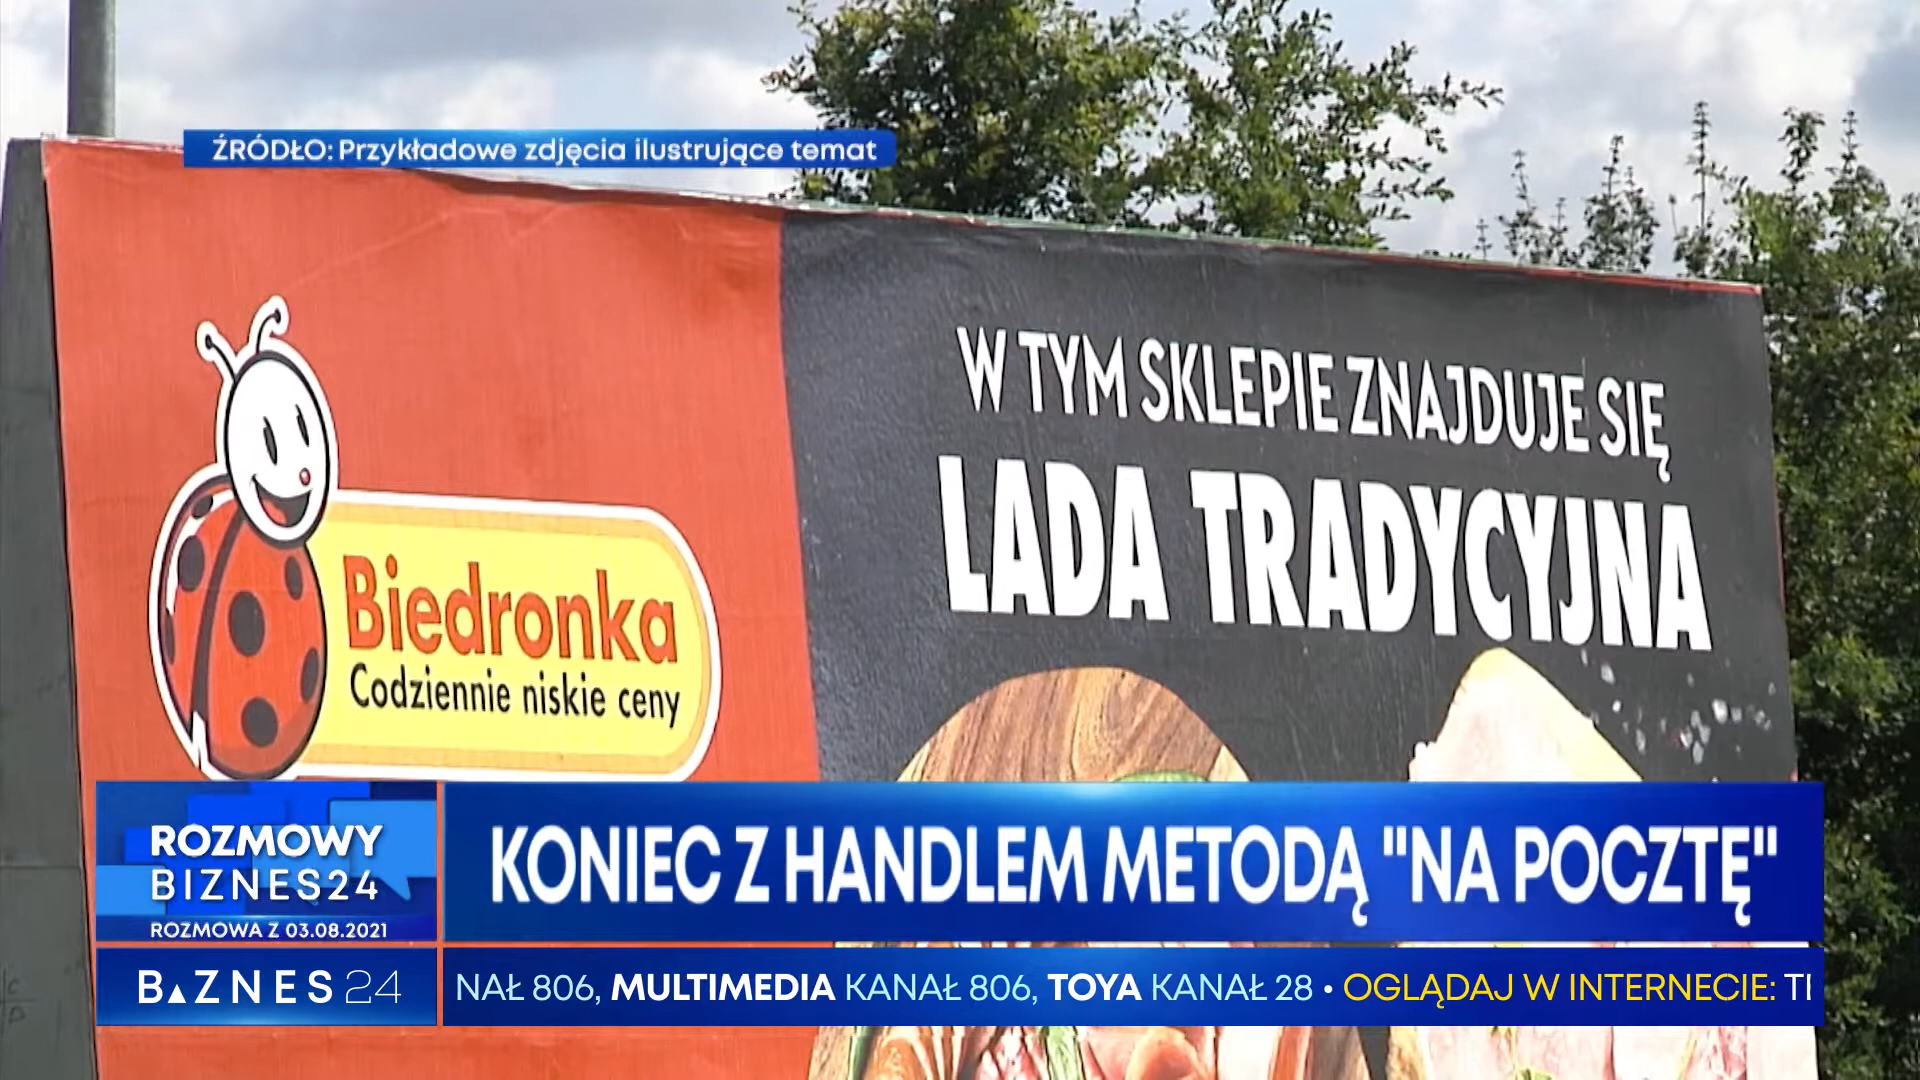 ŹRÓDŁO: Przykładowe zdjęcia ilustrujące temat
W TYM SKLEPIE ZNAJDUJE SIĘ
LADA TRADYCYJNA
Biedronka
Codziennie niskie ceny
ROZMOWY
BIZNES24
ROZMOWA Z 03.08.2021
KONIEC Z HANDLEM METODĄ "NA POCZTĘ"
BIZNES24
NAŁ 806, MULTIMEDIA KANAŁ 806, TOYA KANAŁ 28 • OGLĄDAJ W INTERNECIE: